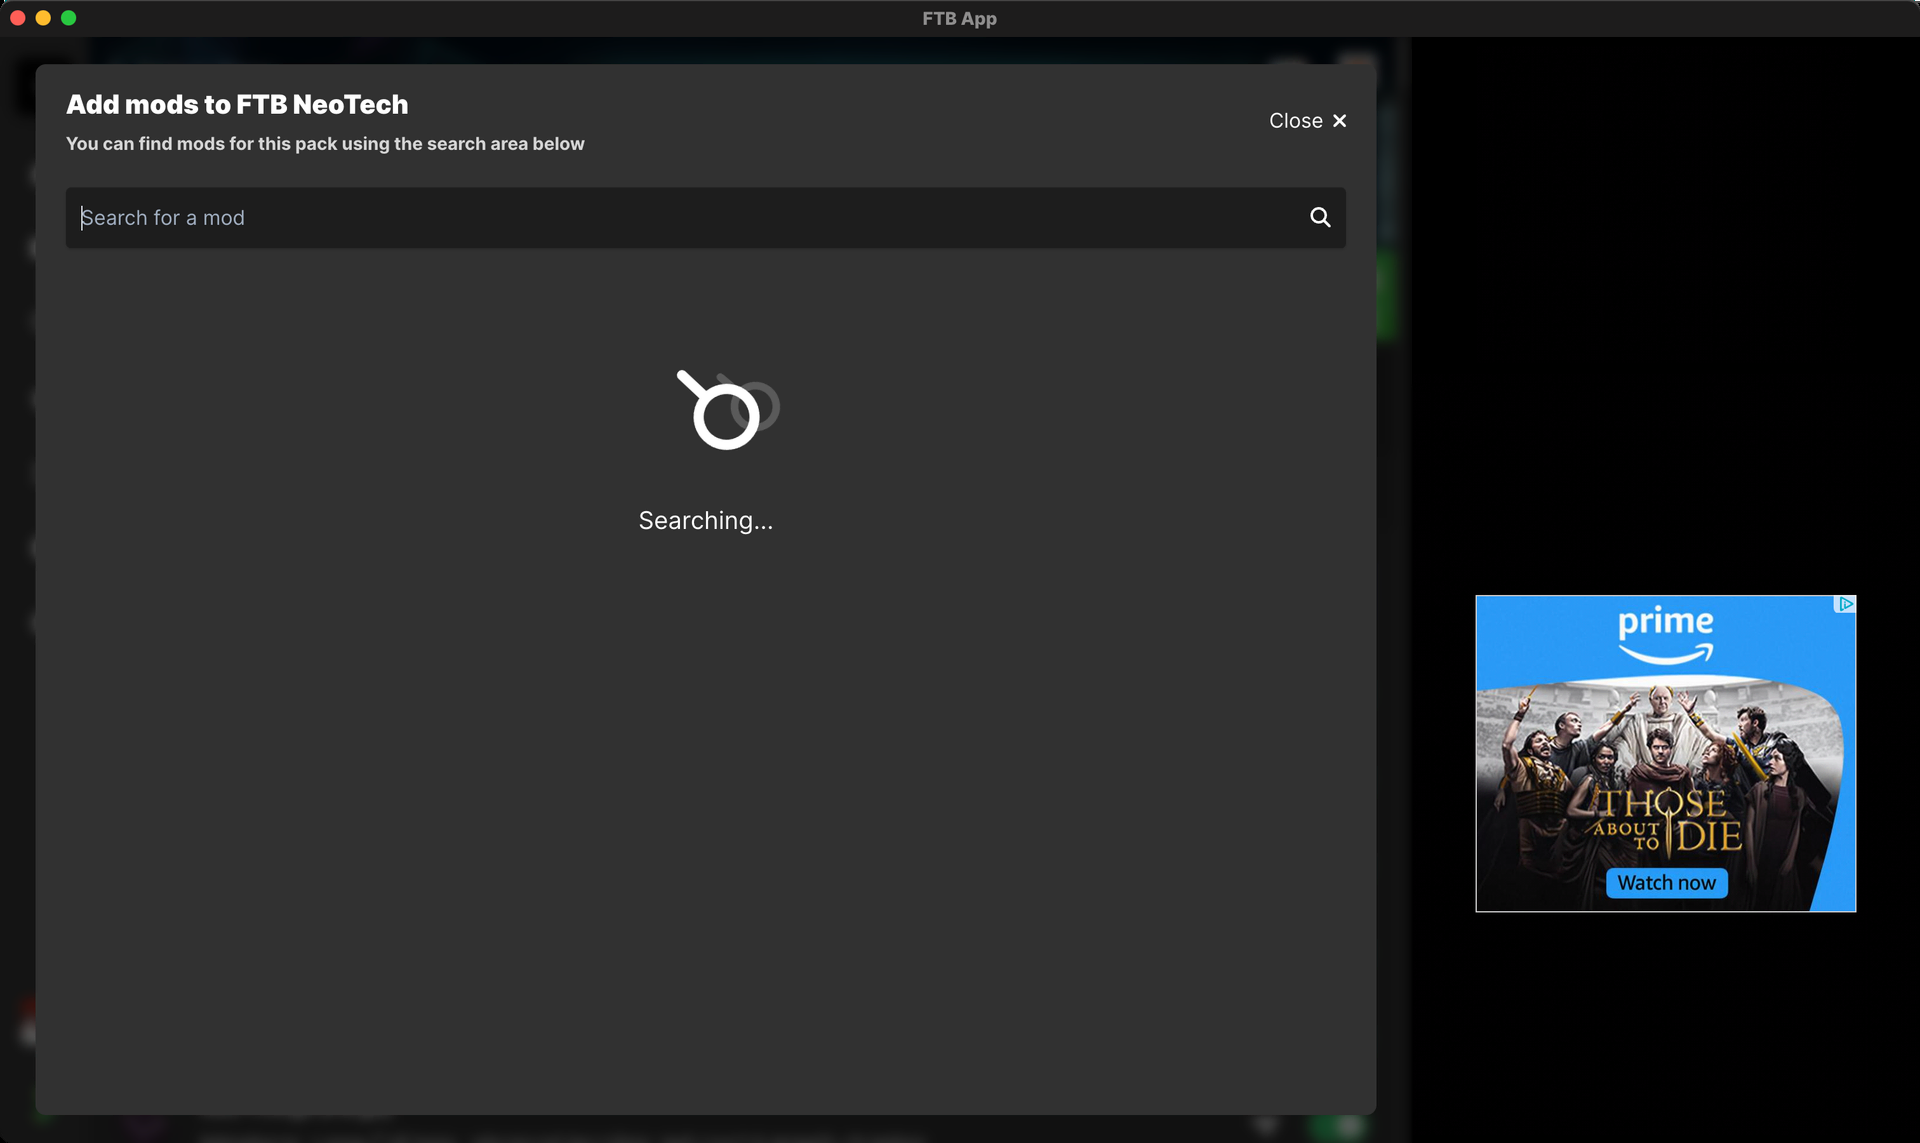 FTB App
Add mods to FTB NeoTech
You can find mods for this pack using the search area below
Close
Search for a mod
Searching...
prime
THOSE
ABOUT
TO DIE
Watch now